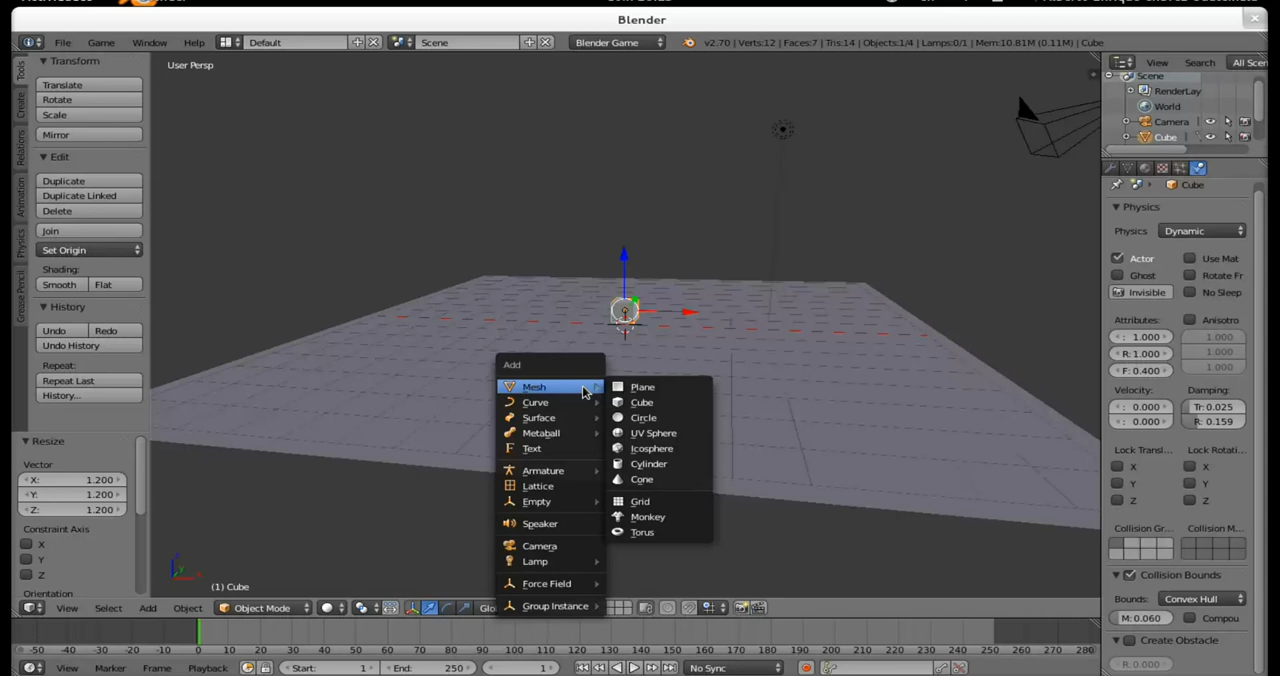 Blender
File Game Window Help Default Scene Blender Game v2.70 | Verts:12 | Faces:7 | Tris:14 | Objects:1/4 | Lamps:0/1 | Mem:10.81M (0.11M) | Cube
Tools
Create
Relations
Animation
Physics
Grease Pencil
Transform
Translate
Rotate
Scale
Mirror
Edit
Duplicate
Duplicate Linked
Delete
Join
Set Origin
Shading:
Smooth Flat
History
Undo Redo
Undo History
Repeat:
Repeat Last
History...
Resize
Vector
X: 1.200
Y: 1.200
Z: 1.200
Constraint Axis
X
Y
Z
Orientation
User Persp
Add
Mesh
Curve
Surface
Metaball
Text
Armature
Lattice
Empty
Speaker
Camera
Lamp
Force Field
Group Instance
Plane
Cube
Circle
UV Sphere
Icosphere
Cylinder
Cone
Grid
Monkey
Torus
(1) Cube
View Select Add Object Object Mode Glo
View Search All Scen
Scene
RenderLay
World
Camera
Cube
Cube
Physics
Physics Dynamic
Actor Use Mat
Ghost Rotate Fr
Invisible No Sleep
Attributes: Anisotro
: 1.000 1.000
R: 1.000 1.000
F: 0.400 1.000
Velocity: Damping:
: 0.000 Tr:0.025
: 0.000 R: 0.159
Lock Transl... Lock Rotati...
X X
Y Y
Z Z
Collision Gr... Collision M...
Collision Bounds
Bounds: Convex Hull
M: 0.060 Compou
Create Obstacle
R: 0.000
-50 -40 -30 -20 -10 0 10 20 30 40 50 60 70 80 90 100 110 120 130 140 150 160 170 180 190 200 210 220 230 240 250 260 270 280
View Marker Frame Playback Start: 1 End: 250 1 No Sync